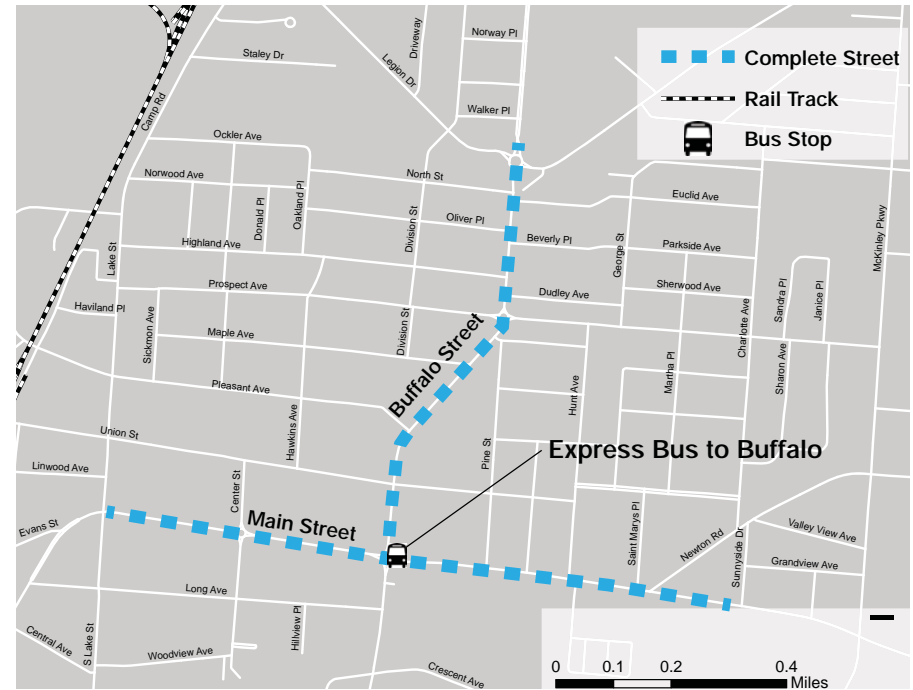 Norway Pl
Driveway
Staley Dr
Legion Dr
Complete Street
Camp Rd
Rail Track
Walker Pl
Bus Stop
Ockler Ave
Norwood Ave
North St
Donald Pl
Oakland Pl
Euclid Ave
Oliver Pl
Division St
Beverly Pl
George St
Parkside Ave
McKinley Pkwy
Highland Ave
Lake St
Prospect Ave
Sherwood Ave
Dudley Ave
Sandra Pl
Janice Pl
Haviland Pl
Sickmon Ave
Maple Ave
Division St
Buffalo Street
Charlotte Ave
Martha Pl
Sharon Ave
Pleasant Ave
Hunt Ave
Hawkins Ave
Union St
Pine St
Express Bus to Buffalo
Linwood Ave
Center St
Main Street
Evans St
Saint Marys Pl
Newton Rd
Sunnyside Dr
Valley View Ave
Grandview Ave
Long Ave
Hillview Pl
Central Ave
S Lake St
Woodview Ave
Crescent Ave
0 0.1 0.2 0.4
Miles